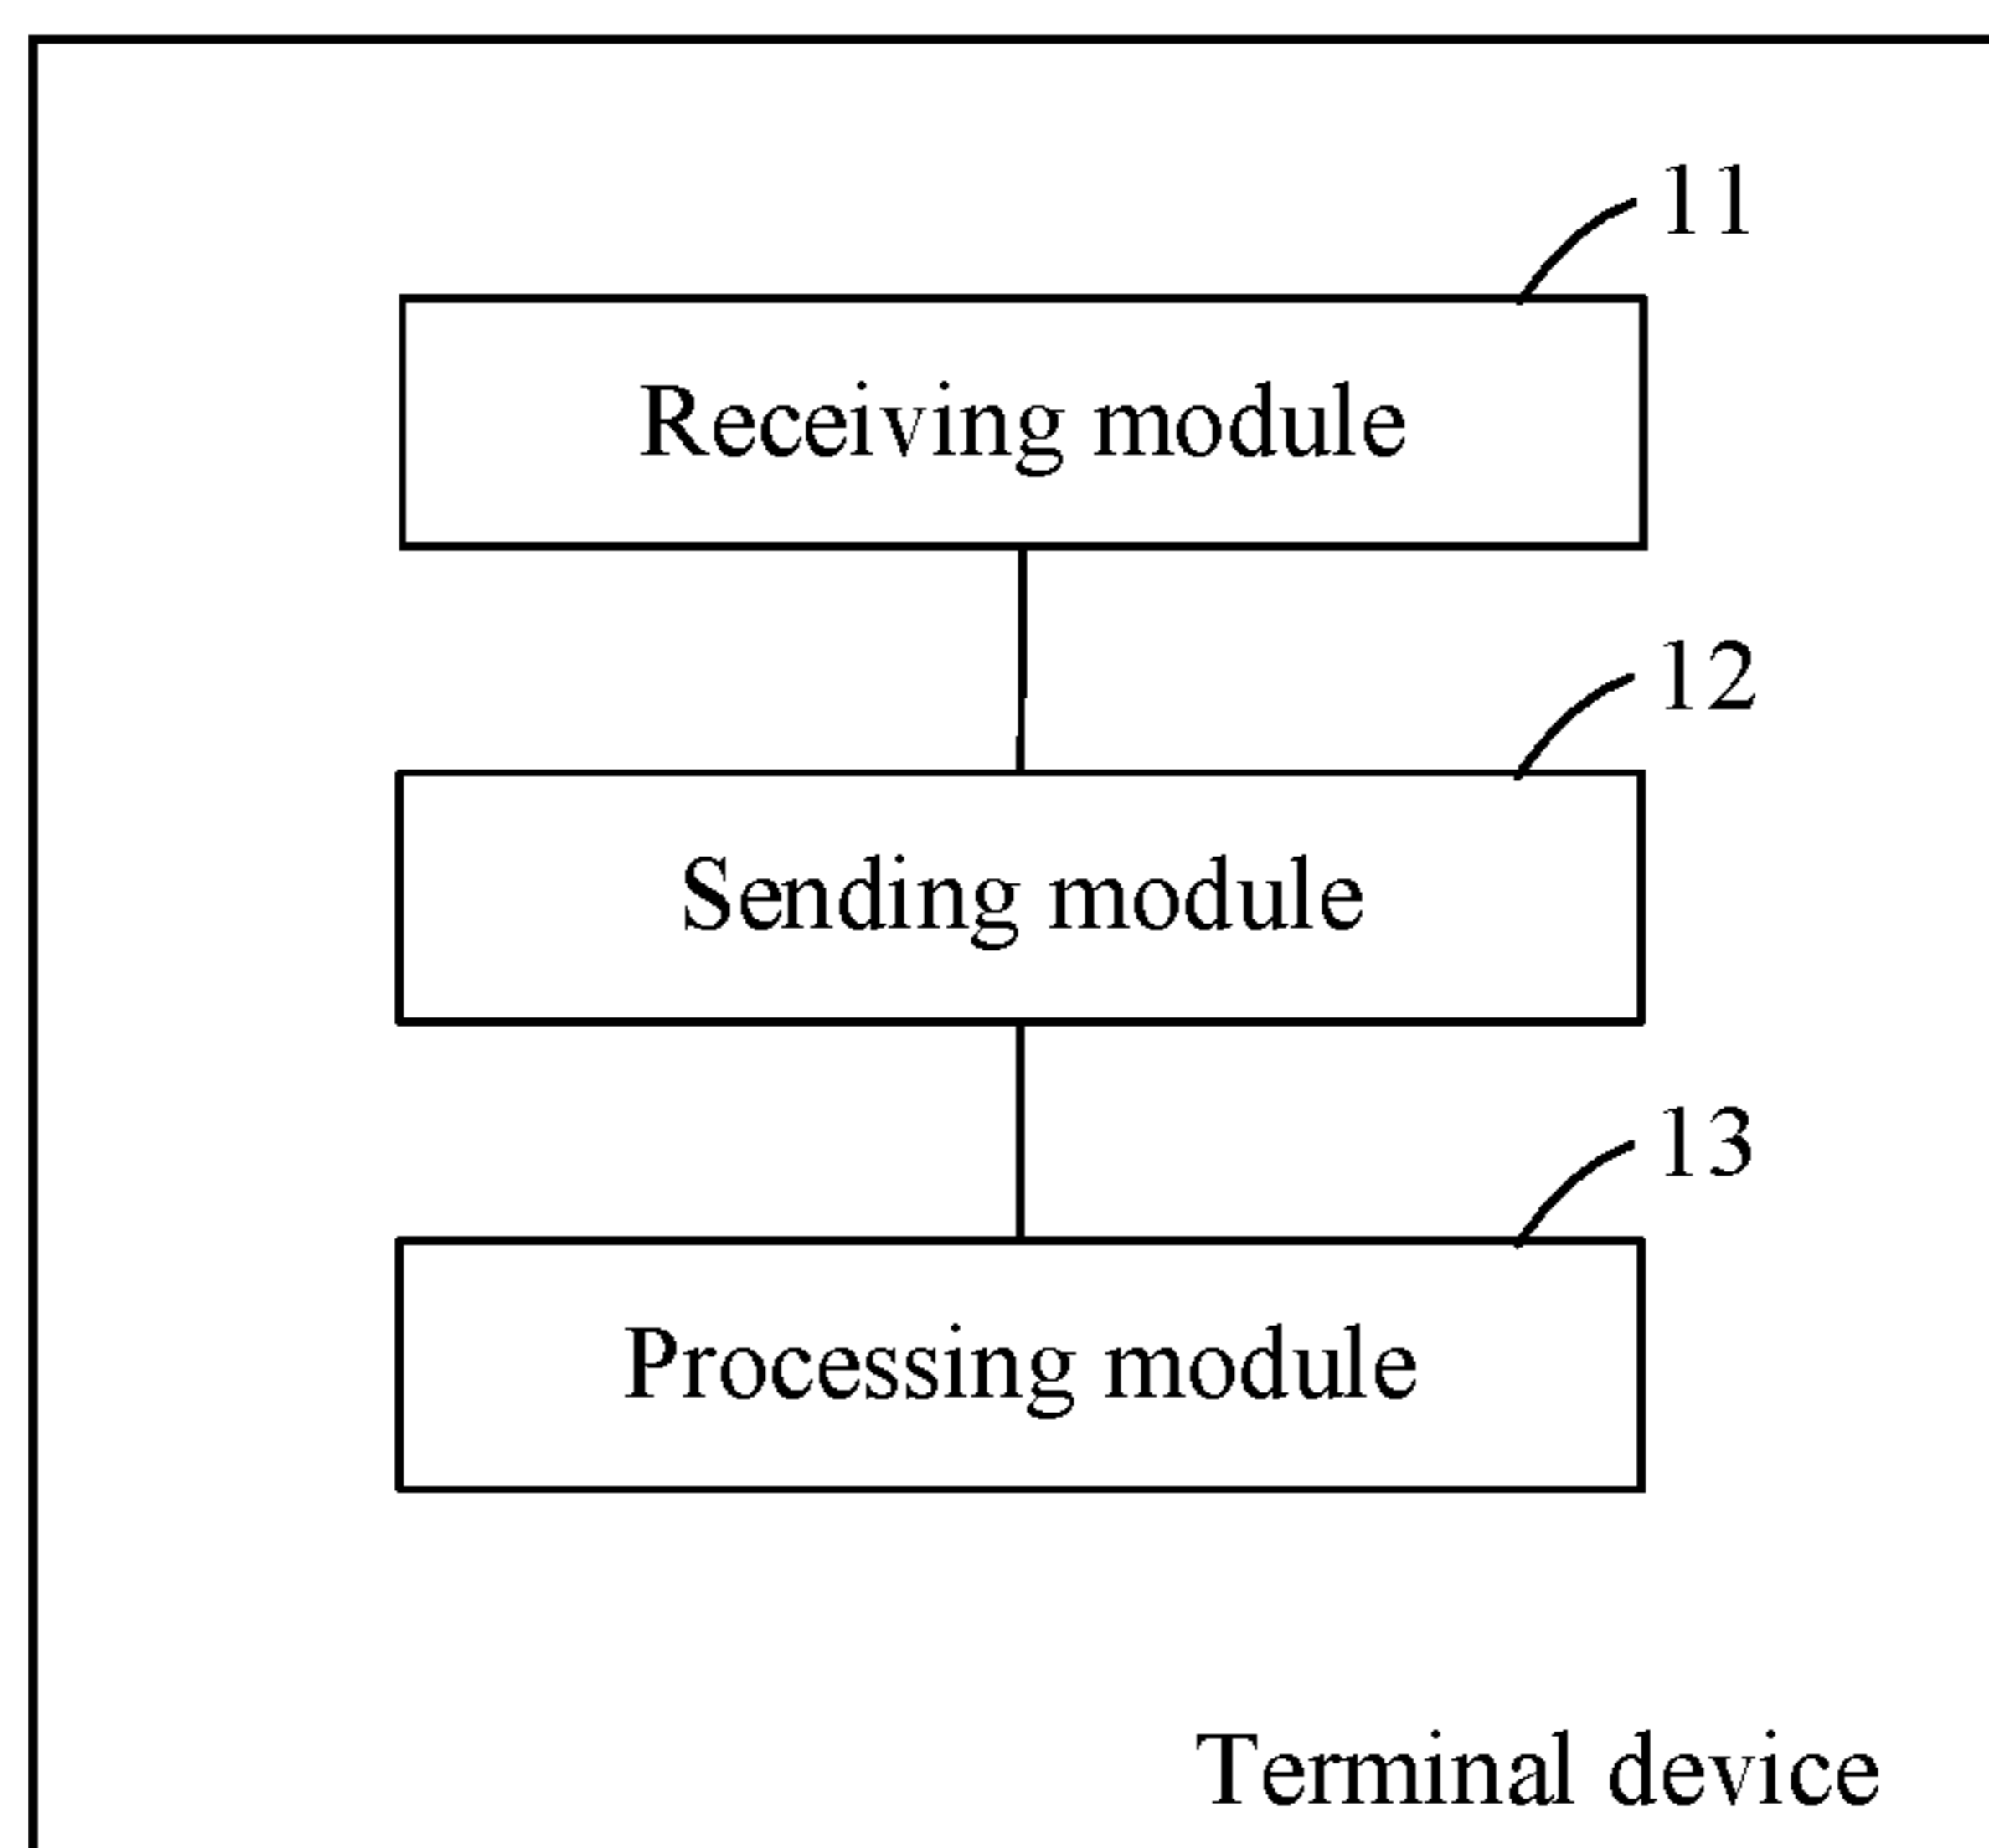 11
Receiving module
12
Sending module
13
Processing module
Terminal device